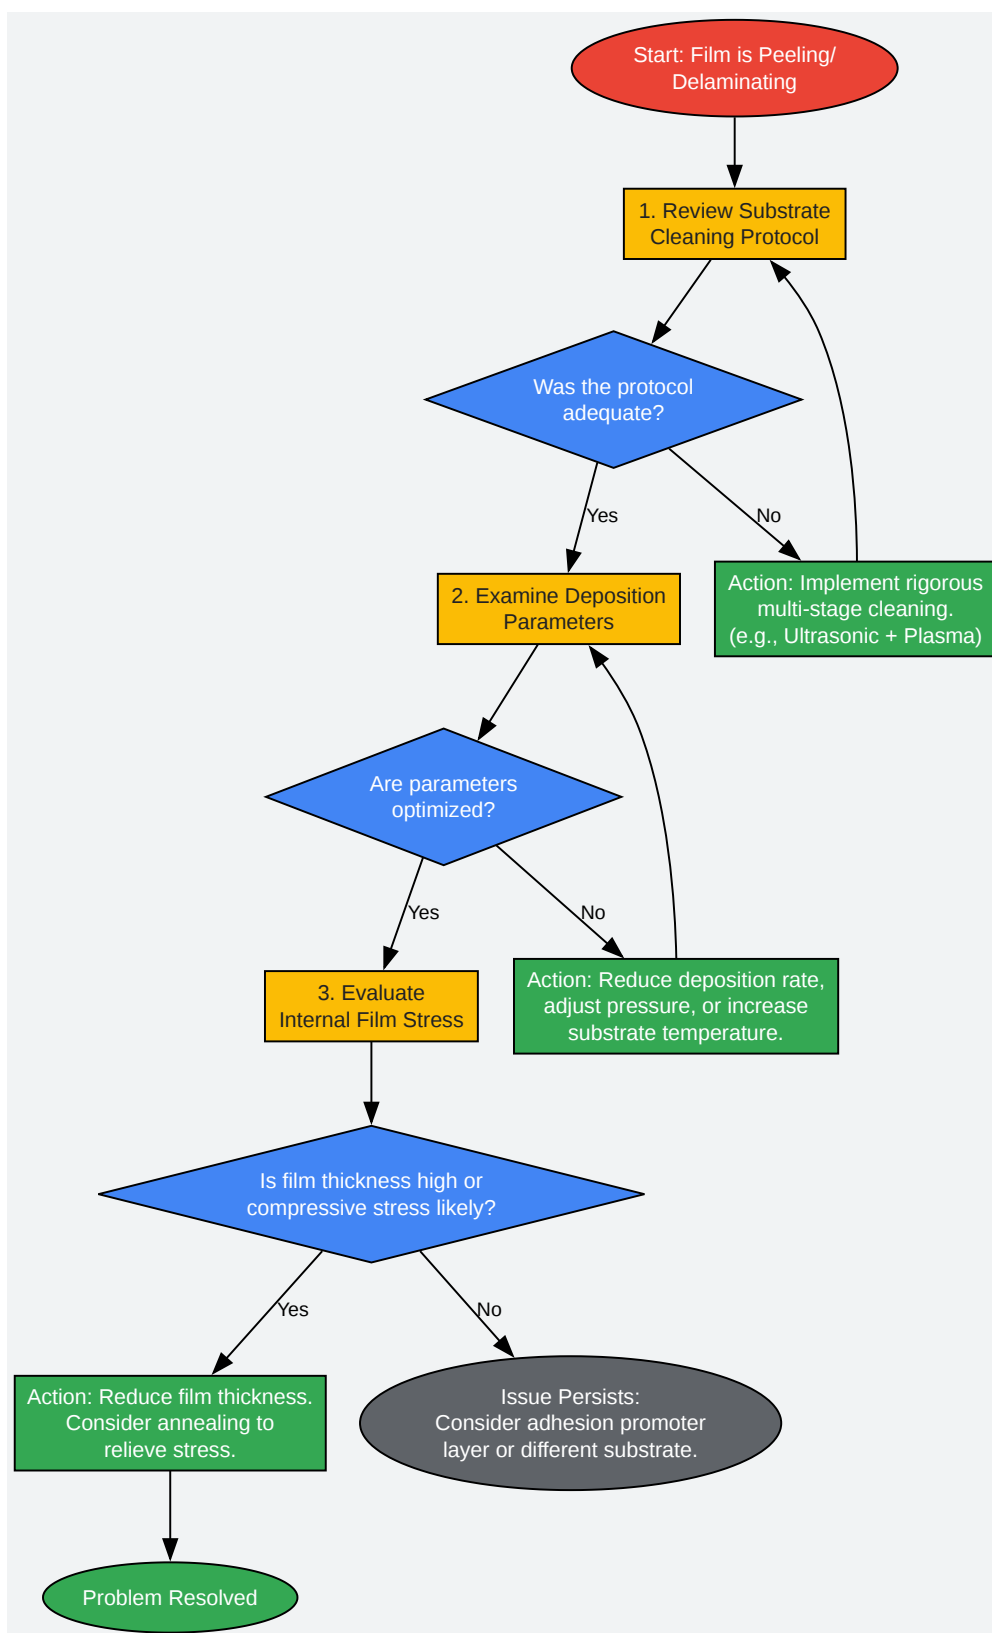 Start: Film is Peeling/
Delaminating
1. Review Substrate
Cleaning Protocol
Was the protocol
adequate?
Yes
No
Action: Implement rigorous
multi-stage cleaning.
(e.g., Ultrasonic + Plasma)
2. Examine Deposition
Parameters
Are parameters
optimized?
Yes
No
Action: Reduce deposition rate,
adjust pressure, or increase
substrate temperature.
3. Evaluate
Internal Film Stress
Is film thickness high or
compressive stress likely?
Yes
No
Action: Reduce film thickness.
Consider annealing to
relieve stress.
Issue Persists:
Consider adhesion promoter
layer or different substrate.
Problem Resolved